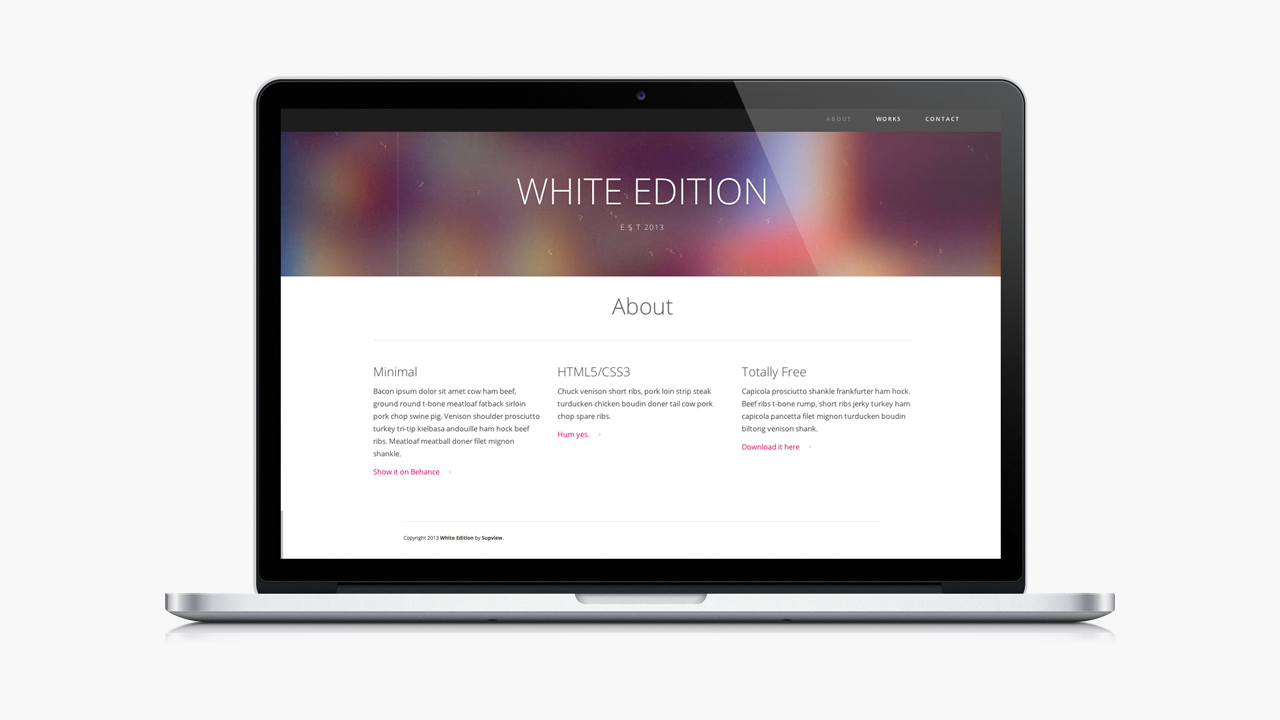 ABOUT WORKS CONTACT
WHITE EDITION
E.S.T 2013
About
Minimal
Bacon ipsum dolor sit amet cow ham beef,
ground round t-bone meatloaf fatback sirloin
pork chop swine pig. Venison shoulder prosciutto
turkey tri-tip kielbasa andouille ham hock beef
ribs. Meatloaf meatball doner filet mignon
shankle.
Show it on Behance
HTML5/CSS3
Chuck venison short ribs, pork loin strip steak
turducken chicken boudin doner tail cow pork
chop spare ribs.
Hum yes.
Totally Free
Capicola prosciutto shankle frankfurter ham hock.
Beef ribs t-bone rump, short ribs jerky turkey ham
capicola pancetta filet mignon turducken boudin
biltong venison shank.
Download it here
Copyright 2013 White Edition by Supview.